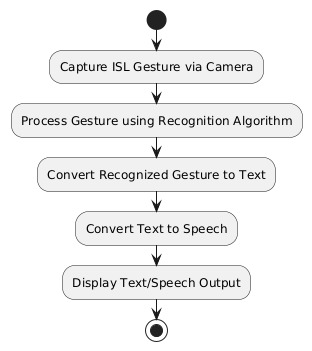 Capture ISL Gesture via Camera
Process Gesture using Recognition Algorithm
Convert Recognized Gesture to Text
Convert Text to Speech
Display Text/Speech Output